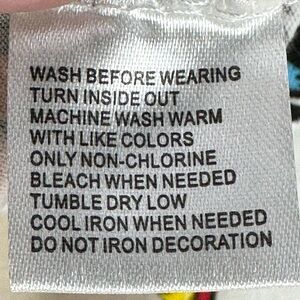 WASH BEFORE WEARING
TURN INSIDE OUT
MACHINE WASH WARM
WITH LIKE COLORS
ONLY NON-CHLORINE
BLEACH WHEN NEEDED
TUMBLE DRY LOW
COOL IRON WHEN NEEDED
DO NOT IRON DECORATION